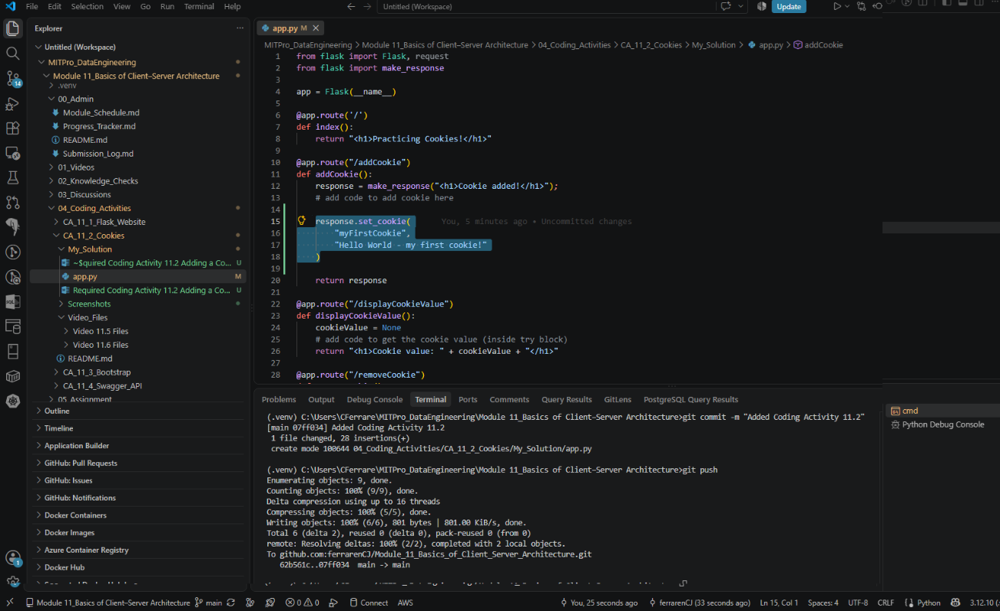 File Edit Selection View Go Run Terminal Help
Untitled (Workspace)
Update
Explorer
Untitled (Workspace)
MITPro_DataEngineering
Module 11_Basics of Client–Server Architecture
.venv
00_Admin
Module_Schedule.md
Progress_Tracker.md
README.md
Submission_Log.md
01_Videos
02_Knowledge_Checks
03_Discussions
04_Coding_Activities
CA_11_1_Flask_Website
CA_11_2_Cookies
My_Solution
~$quired Coding Activity 11.2 Adding a Co... U
app.py M
Required Coding Activity 11.2 Adding a Co... U
Screenshots
Video_Files
Video 11.5 Files
Video 11.6 Files
README.md
CA_11_3_Bootstrap
CA_11_4_Swagger_API
05_Assignment
Outline
Timeline
Application Builder
GitHub: Pull Requests
GitHub: Issues
GitHub: Notifications
Docker Containers
Docker Images
Azure Container Registry
Docker Hub
14
1
1
app.py M
MITPro_DataEngineering > Module 11_Basics of Client–Server Architecture > 04_Coding_Activities > CA_11_2_Cookies > My_Solution > app.py > addCookie
1 from flask import Flask, request
2 from flask import make_response
3
4 app = Flask(__name__)
5
6 @app.route('/')
7 def index():
8 return "<h1>Practicing Cookies!</h1>"
9
10 @app.route("/addCookie")
11 def addCookie():
12 response = make_response("<h1>Cookie added!</h1>");
13 # add code to add cookie here
14
15 response.set_cookie( You, 5 minutes ago • Uncommitted changes
16 "myFirstCookie",
17 "Hello World - my first cookie!"
18 )
19
20 return response
21
22 @app.route("/displayCookieValue")
23 def displayCookieValue():
24 cookieValue = None
25 # add code to get the cookie value (inside try block)
26 return "<h1>Cookie value: " + cookieValue + "</h1>"
27
28 @app.route("/removeCookie")
Problems Output Debug Console Terminal Ports Comments Query Results GitLens PostgreSQL Query Results
(.venv) C:\Users\CFerrare\MITPro_DataEngineering\Module 11_Basics of Client–Server Architecture>git commit -m "Added Coding Activity 11.2"
[main 07ff034] Added Coding Activity 11.2
1 file changed, 28 insertions(+)
create mode 100644 04_Coding_Activities/CA_11_2_Cookies/My_Solution/app.py
(.venv) C:\Users\CFerrare\MITPro_DataEngineering\Module 11_Basics of Client–Server Architecture>git push
Enumerating objects: 9, done.
Counting objects: 100% (9/9), done.
Delta compression using up to 16 threads
Compressing objects: 100% (5/5), done.
Writing objects: 100% (6/6), 801 bytes | 801.00 KiB/s, done.
Total 6 (delta 2), reused 0 (delta 0), pack-reused 0 (from 0)
remote: Resolving deltas: 100% (2/2), completed with 2 local objects.
To github.com:ferrarenCJ/Module_11_Basics_of_Client_Server_Architecture.git
62b561c..07ff034 main -> main
cmd
Python Debug Console
Module 11_Basics of Client–Server Architecture main 0 0 Connect AWS You, 25 seconds ago ferrarenCJ (33 seconds ago) Ln 15, Col 1 Spaces: 4 UTF-8 CRLF Python 3.12.10